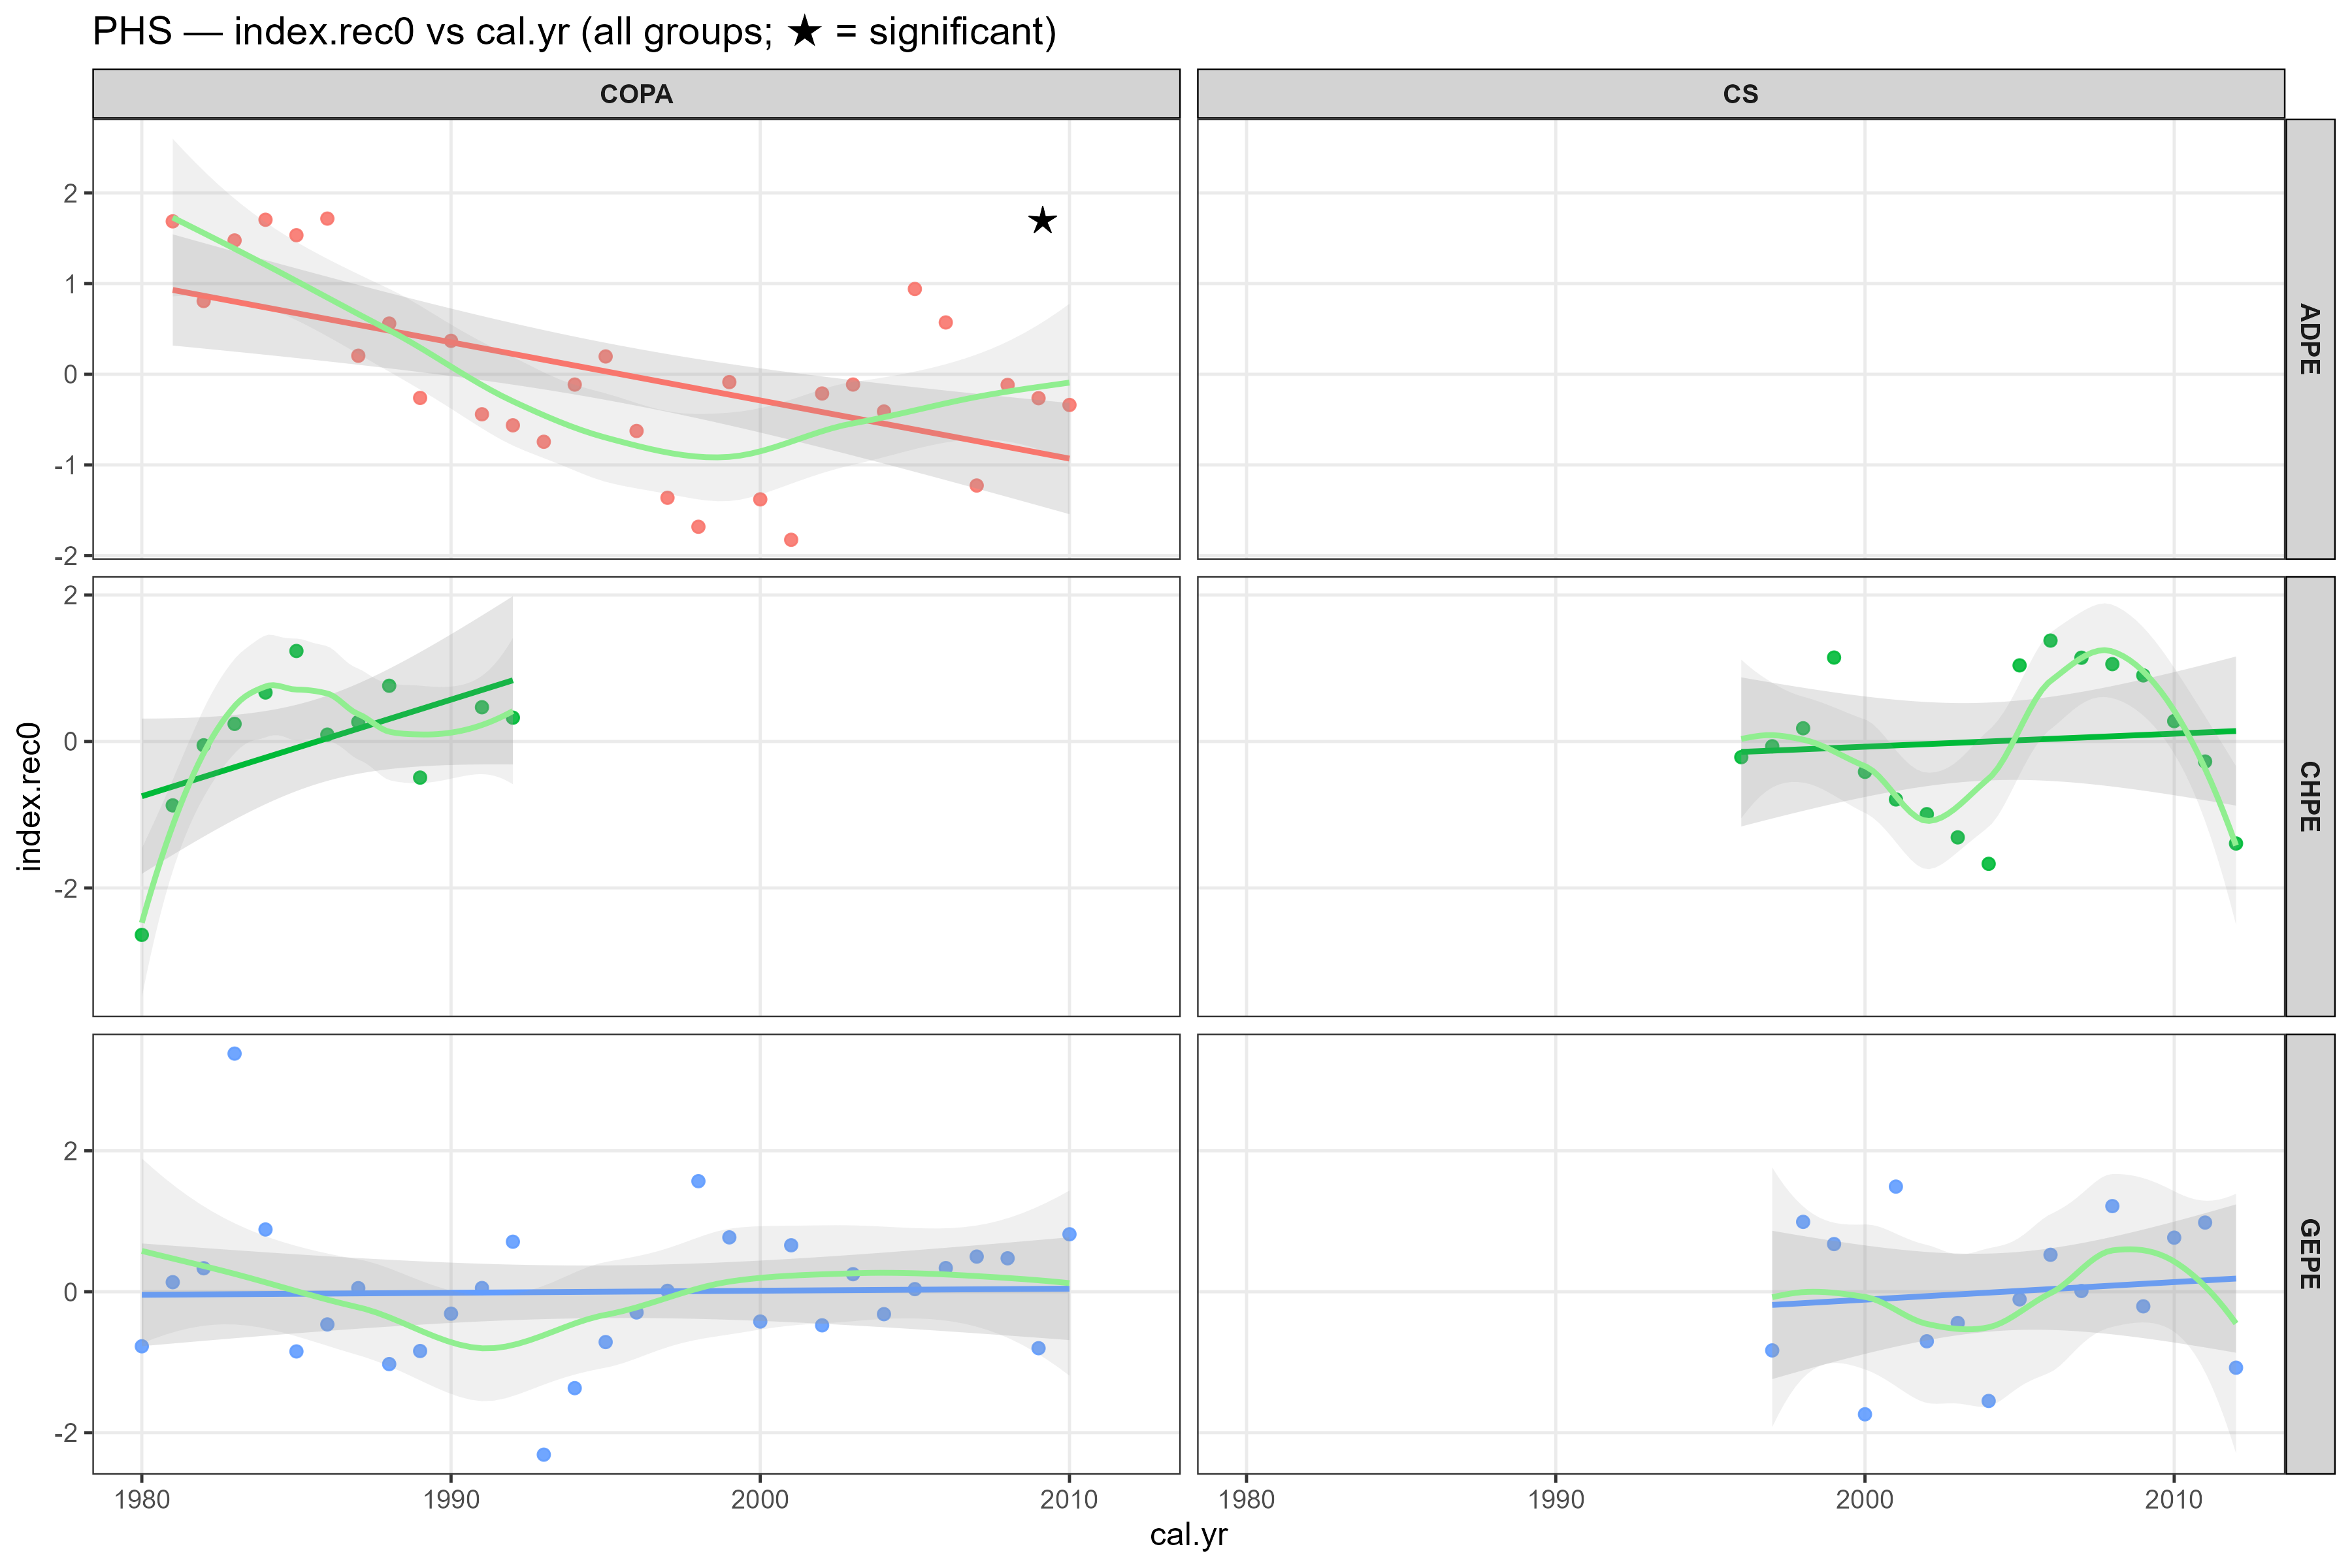 PHS — index.rec0 vs cal.yr (all groups; ★ = significant)
COPA
CS
2
1
0
-1
-2
ADPE
2
0
-2
CHPE
index.rec0
2
0
-2
GEPE
1980 1990 2000 2010 1980 1990 2000 2010
cal.yr